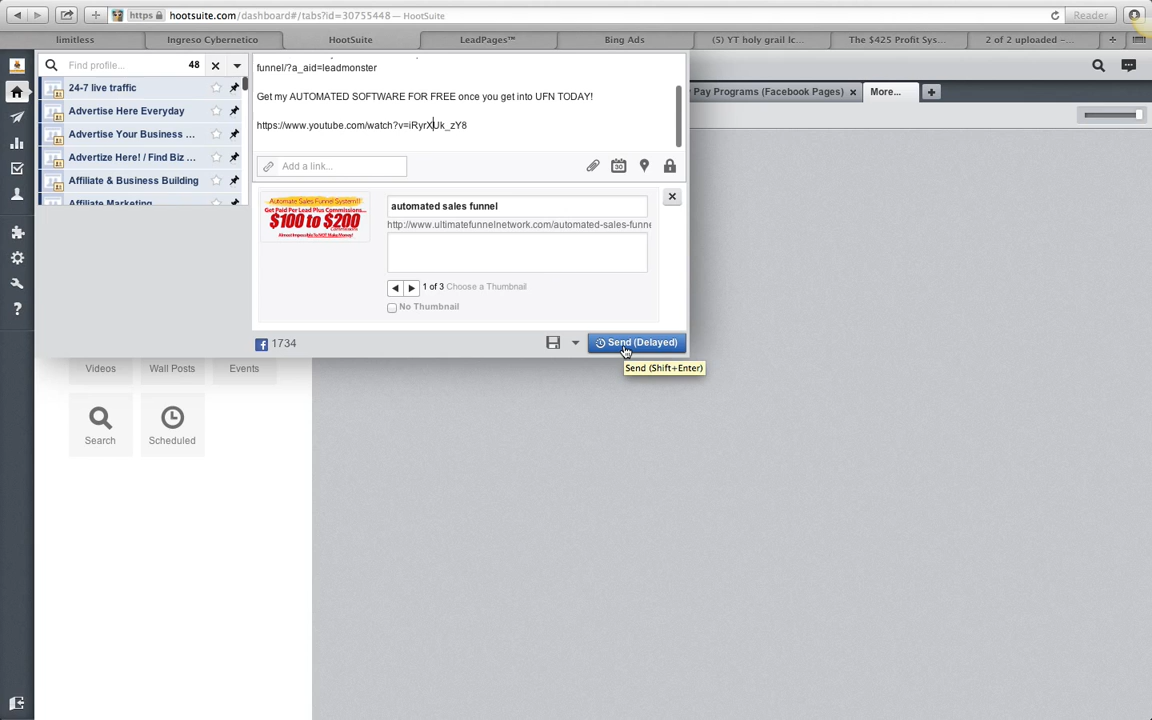 https hootsuite.com/dashboard#/tabs?id=30755448 — HootSuite
Reader
limitless
Ingreso Cybernetico
HootSuite
LeadPages™
Bing Ads
(5) YT holy grail lc...
The $425 Profit Sys...
2 of 2 uploaded –...
Find profile...
48
24-7 live traffic
Advertise Here Everyday
Advertise Your Business ...
Advertize Here! / Find Biz ...
Affiliate & Business Building
Affiliate Marketing
funnel/?a_aid=leadmonster
Get my AUTOMATED SOFTWARE FOR FREE once you get into UFN TODAY!
https://www.youtube.com/watch?v=iRyrXUk_zY8
Add a link...
Pay Programs (Facebook Pages)
More...
Automate Sales Funnel System!!
Get Paid Per Lead Plus Commissions...
$100 to $200
automated sales funnel
http://www.ultimatefunnelnetwork.com/automated-sales-funne
1 of 3 Choose a Thumbnail
No Thumbnail
1734
Send (Delayed)
Send (Shift+Enter)
Videos
Wall Posts
Events
Search
Scheduled